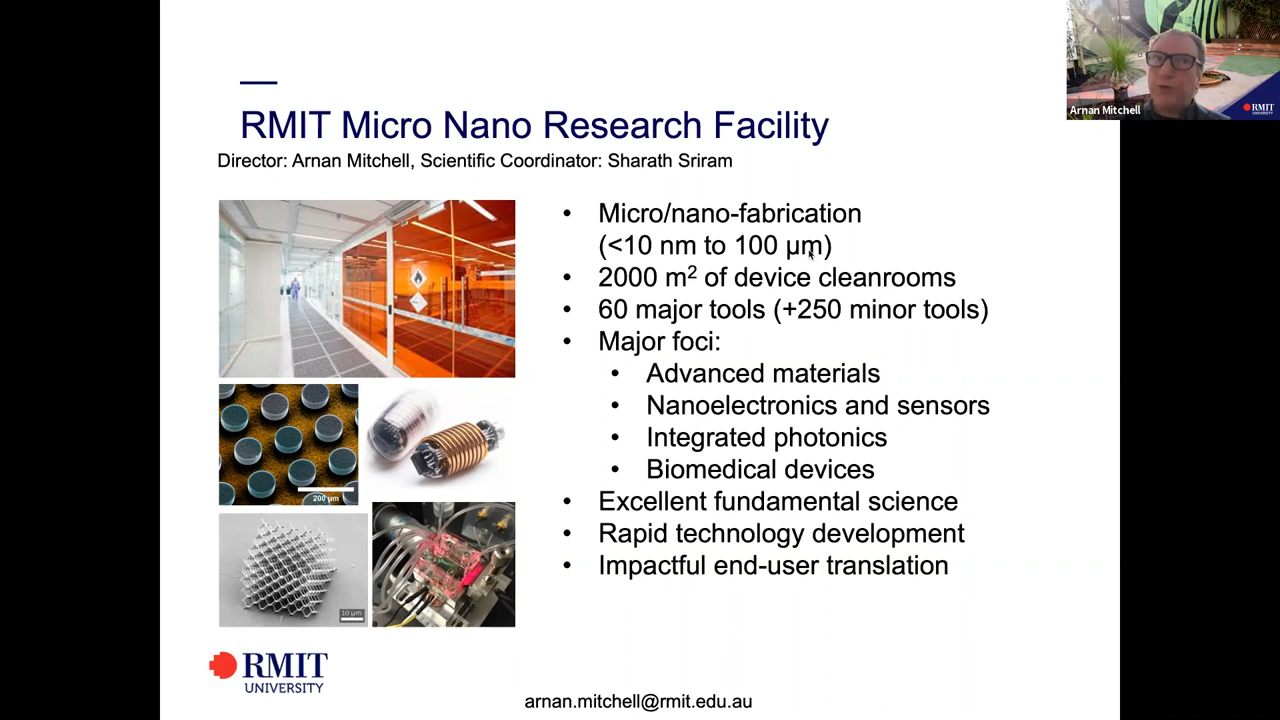 RMIT Micro Nano Research Facility
Director: Arnan Mitchell, Scientific Coordinator: Sharath Sriram
• Micro/nano-fabrication
(<10 nm to 100 µm)
• 2000 m² of device cleanrooms
• 60 major tools (+250 minor tools)
• Major foci:
• Advanced materials
• Nanoelectronics and sensors
• Integrated photonics
• Biomedical devices
• Excellent fundamental science
• Rapid technology development
• Impactful end-user translation
200 µm
10 µm
RMIT
UNIVERSITY
arnan.mitchell@rmit.edu.au
Arnan Mitchell
RMIT
UNIVERSITY